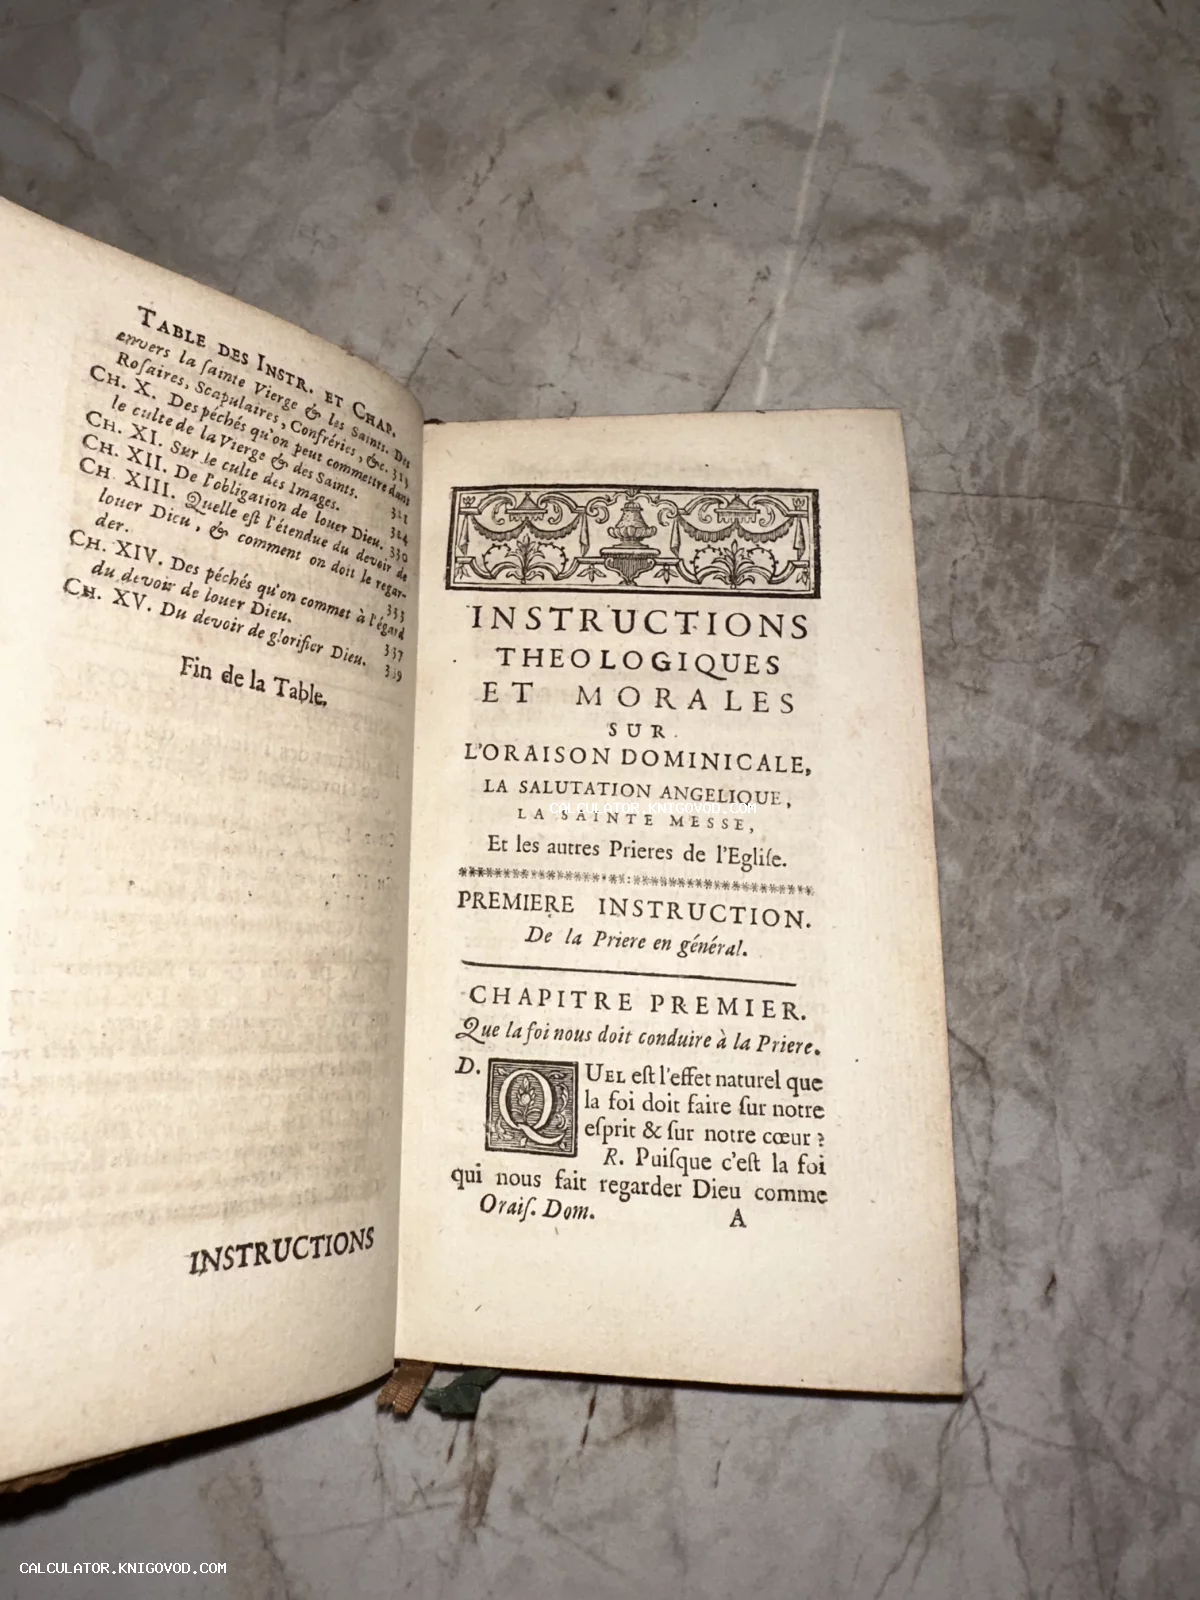 TABLE DES INSTR. ET CHAP.
envers la ſainte Vierge & les Saints. Des
Roſaires, Scapulaires, Confréries, &c. 313
CH. X. Des péchés qu'on peut commettre dans
le culte de la Vierge & des Saints. 321
CH. XI. Sur le culte des Images. 324
CH. XII. De l'obligation de louer Dieu. 330
CH. XIII. Quelle eſt l'étendue du devoir de
louer Dieu, & comment on doit le regar-
der. 333
CH. XIV. Des péchés qu'on commet à l'égard
du devoir de louer Dieu. 337
CH. XV. Du devoir de glorifier Dieu. 339
Fin de la Table.
INSTRUCTIONS
INSTRUCTIONS
THEOLOGIQUES
ET MORALES
SUR
L'ORAISON DOMINICALE,
LA SALUTATION ANGELIQUE,
CALCULATOR.KNIGOVOD.COM
LA SAINTE MESSE,
Et les autres Prieres de l'Egliſe.
PREMIERE INSTRUCTION.
De la Priere en général.
CHAPITRE PREMIER.
Que la foi nous doit conduire à la Priere.
D. QUEL eſt l'effet naturel que
la foi doit faire ſur notre
eſprit & ſur notre cœur ?
R. Puiſque c'eſt la foi
qui nous fait regarder Dieu comme
Oraiſ. Dom. A
CALCULATOR.KNIGOVOD.COM